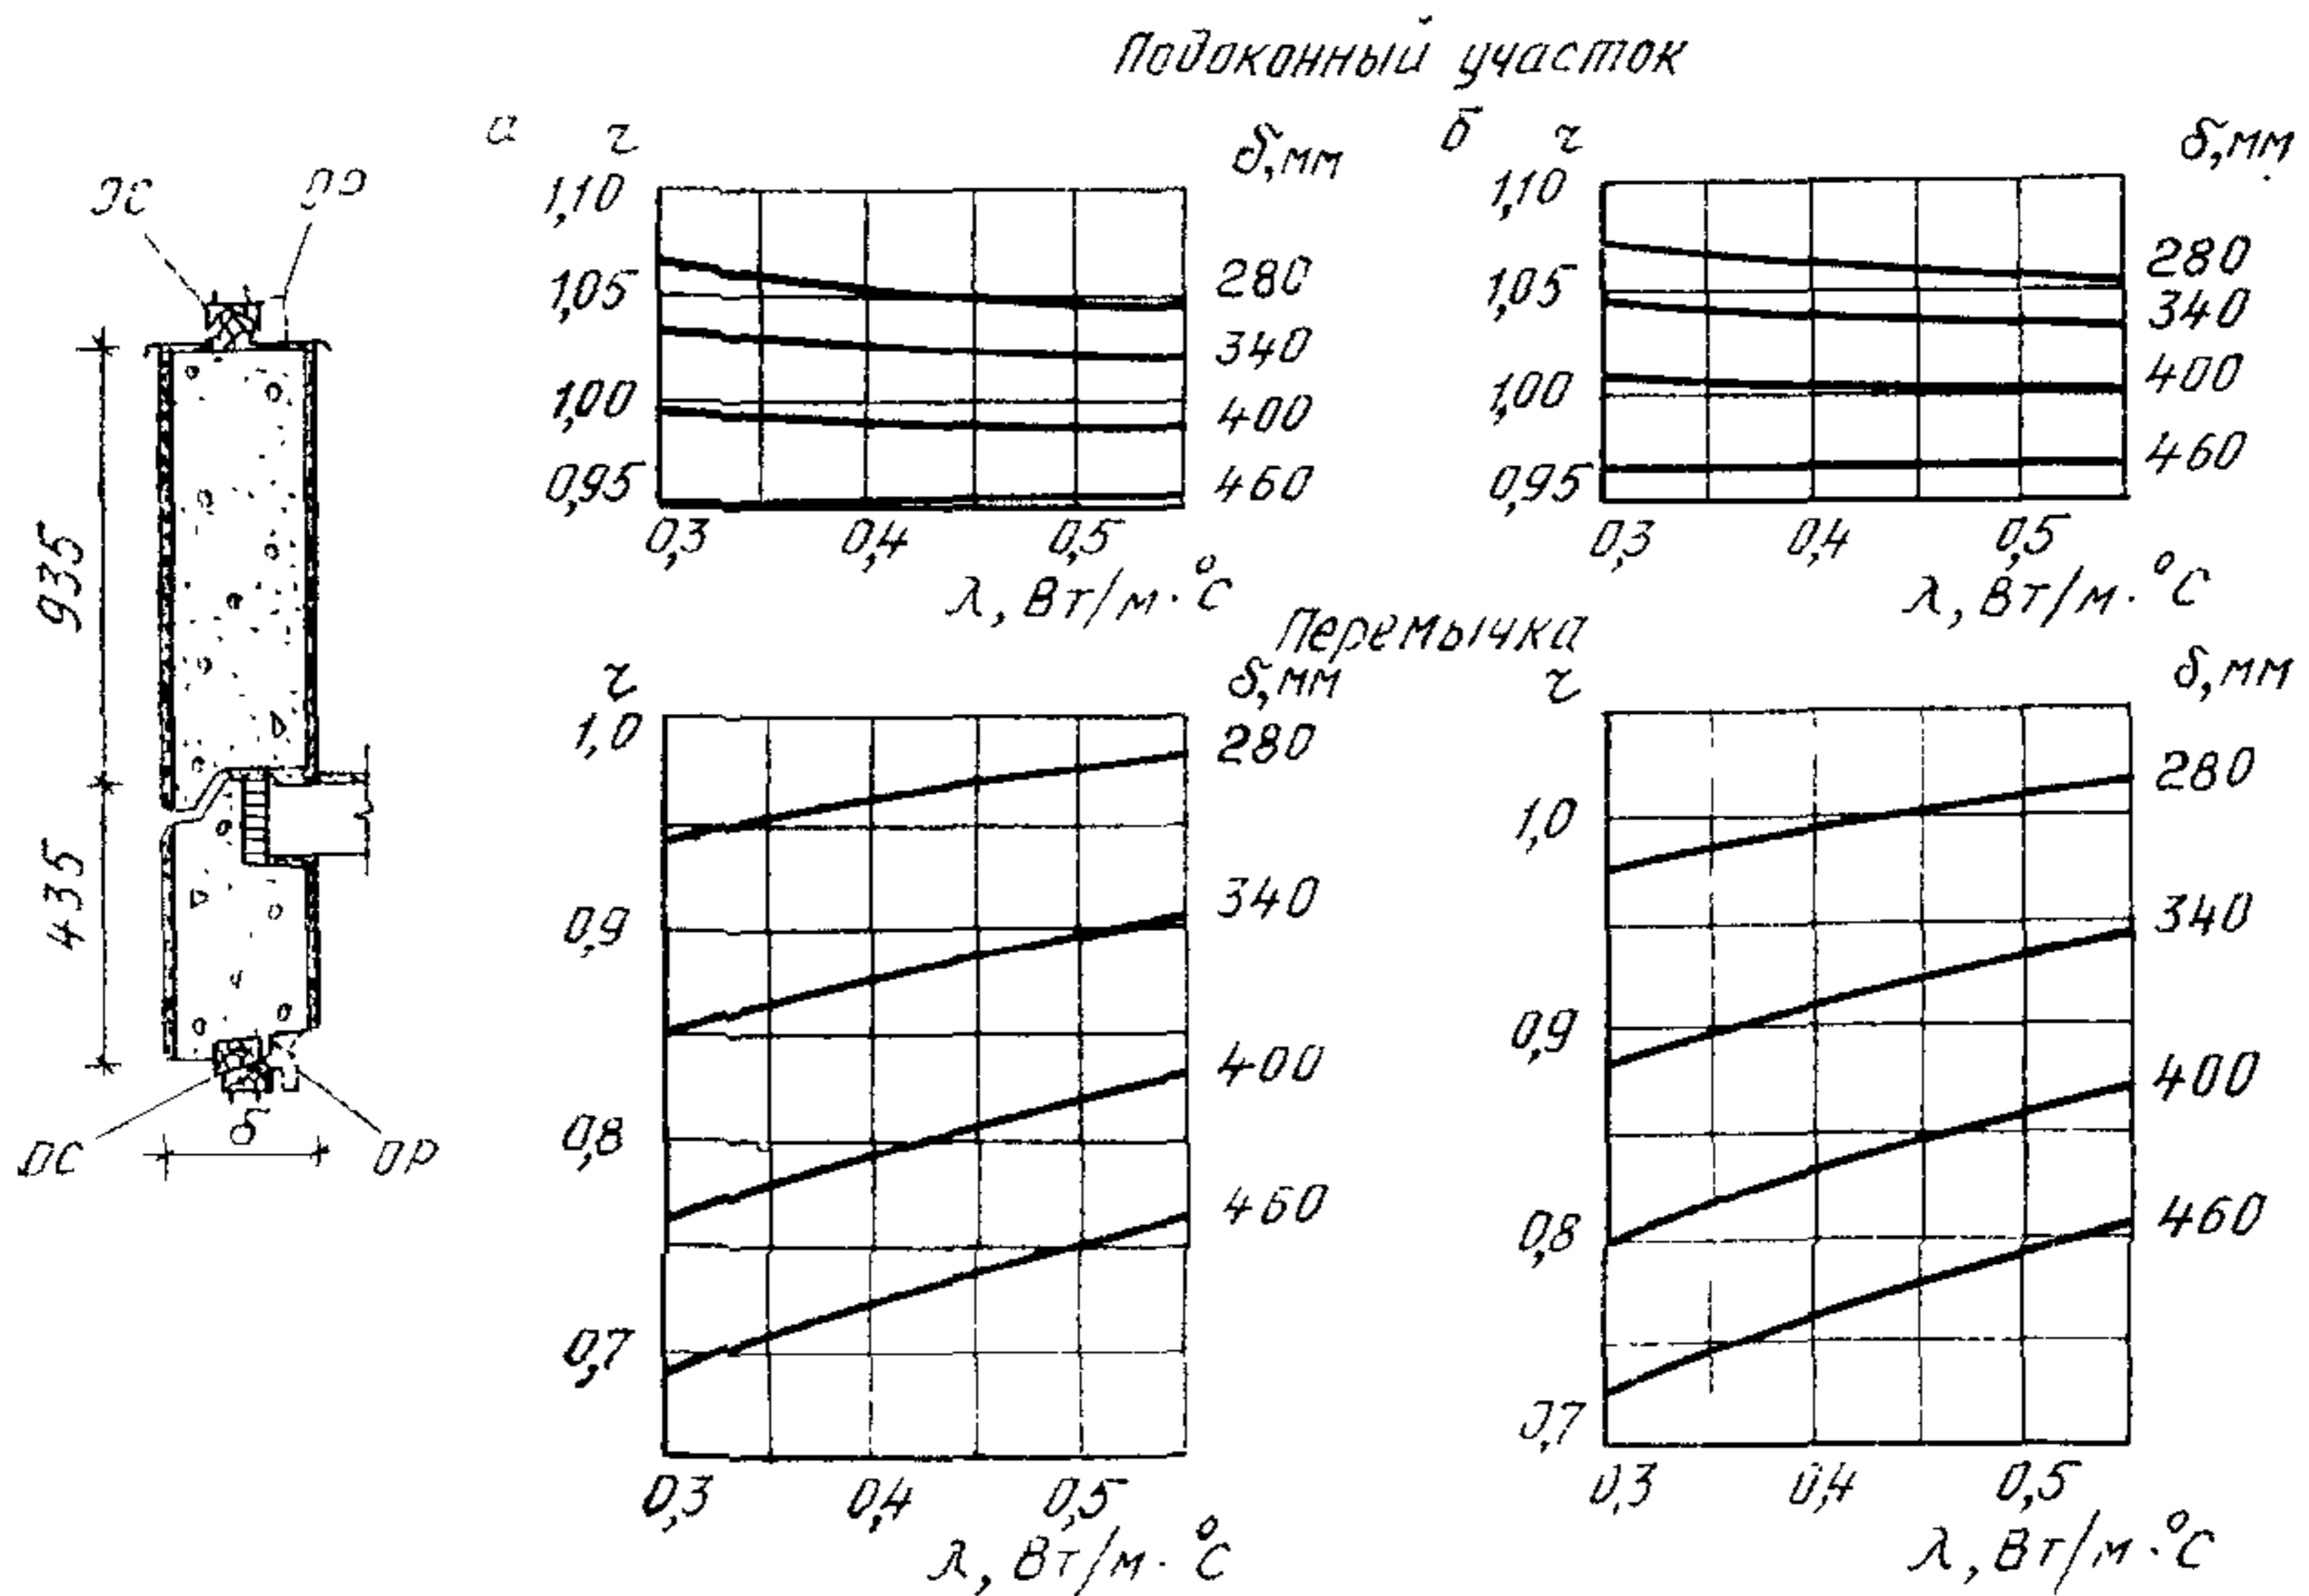 Подоконный участок
а r δ,мм
1,10
1,05
1,00
0,95
280
340
400
460
0,3 0,4 0,5
λ, Вт/м·°С
б r δ,мм
1,10
1,05
1,00
0,95
280
340
400
460
0,3 0,4 0,5
λ, Вт/м·°С
ОС ОР
935
435
ОС δ ОР
Перемычка
r δ,мм
1,0
0,9
0,8
0,7
280
340
400
460
0,3 0,4 0,5
λ, Вт/м·°С
r δ,мм
1,0
0,9
0,8
0,7
280
340
400
460
0,3 0,4 0,5
λ, Вт/м·°С